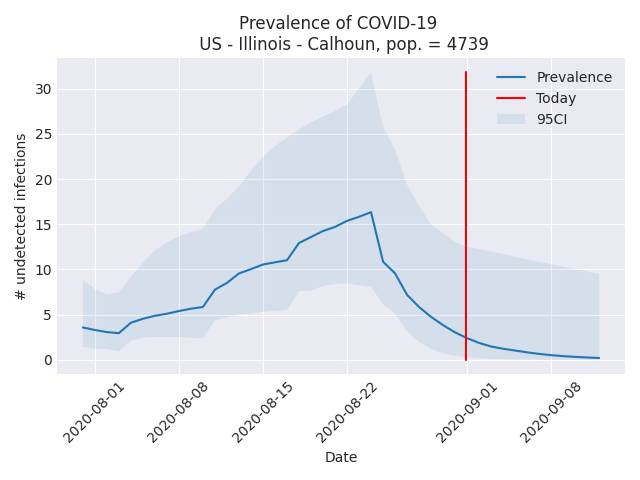 Prevalence of COVID-19
US - Illinois - Calhoun, pop. = 4739
Prevalence
Today
95CI
# undetected infections
30
25
20
15
10
5
0
2020-08-01
2020-08-08
2020-08-15
2020-08-22
2020-09-01
2020-09-08
Date